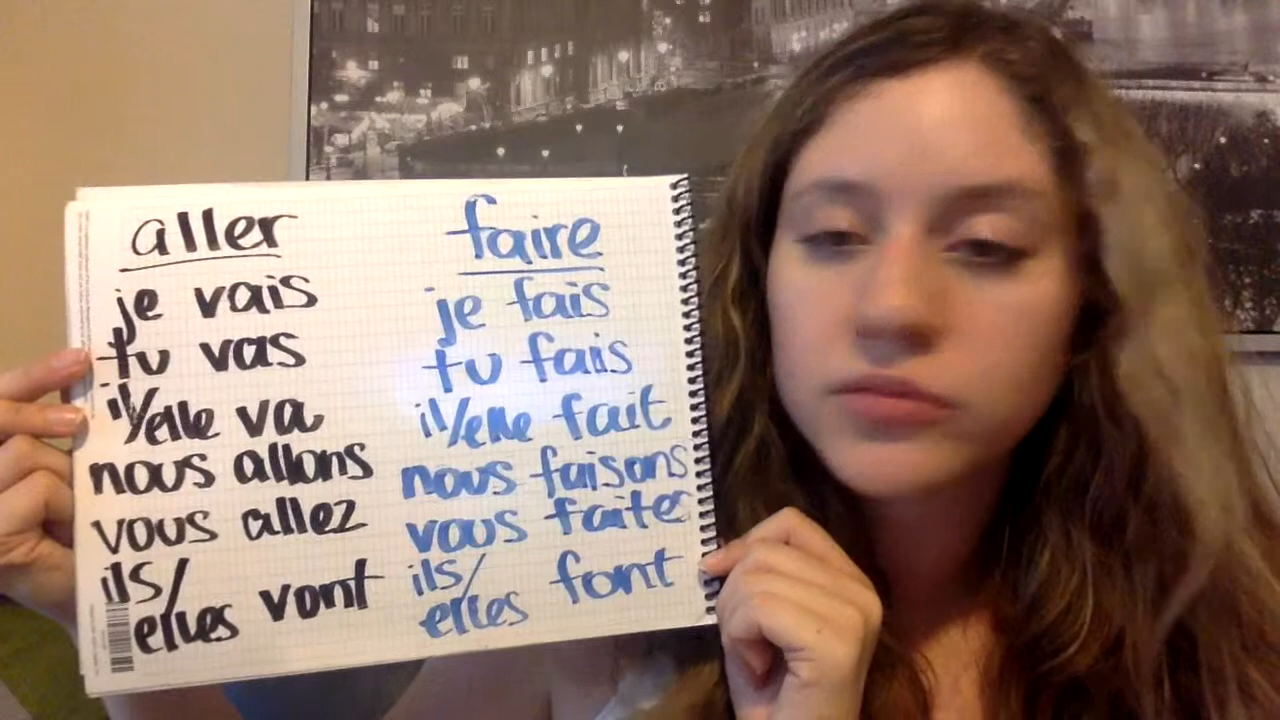 aller
je vais
tu vas
il/elle va
nous allons
vous allez
ils/
elles vont
faire
je fais
tu fais
il/elle fait
nous faisons
vous faites
ils/
elles font